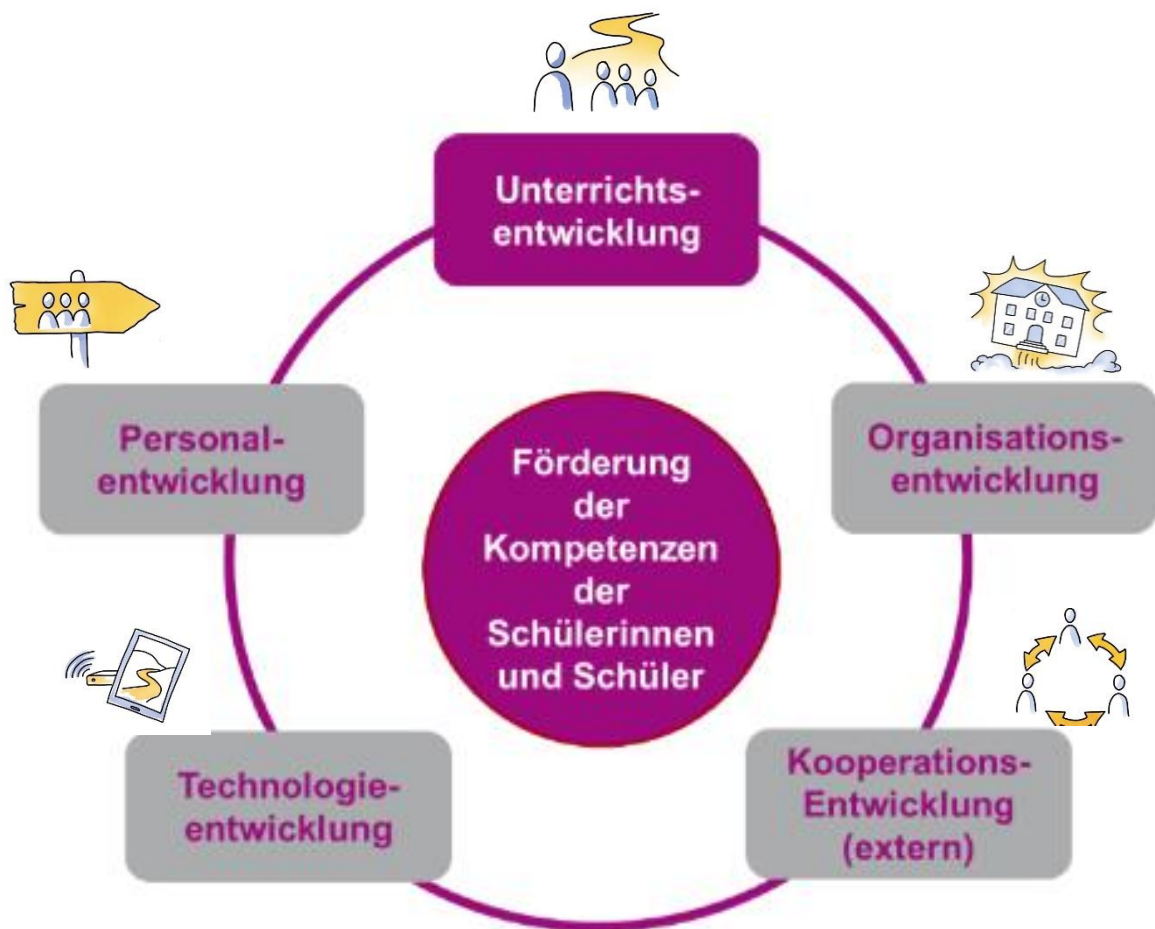 Unterrichts-
entwicklung
Personal-
entwicklung
Organisations-
entwicklung
Förderung
der
Kompetenzen
der
Schülerinnen
und Schüler
Technologie-
entwicklung
Kooperations-
Entwicklung
(extern)